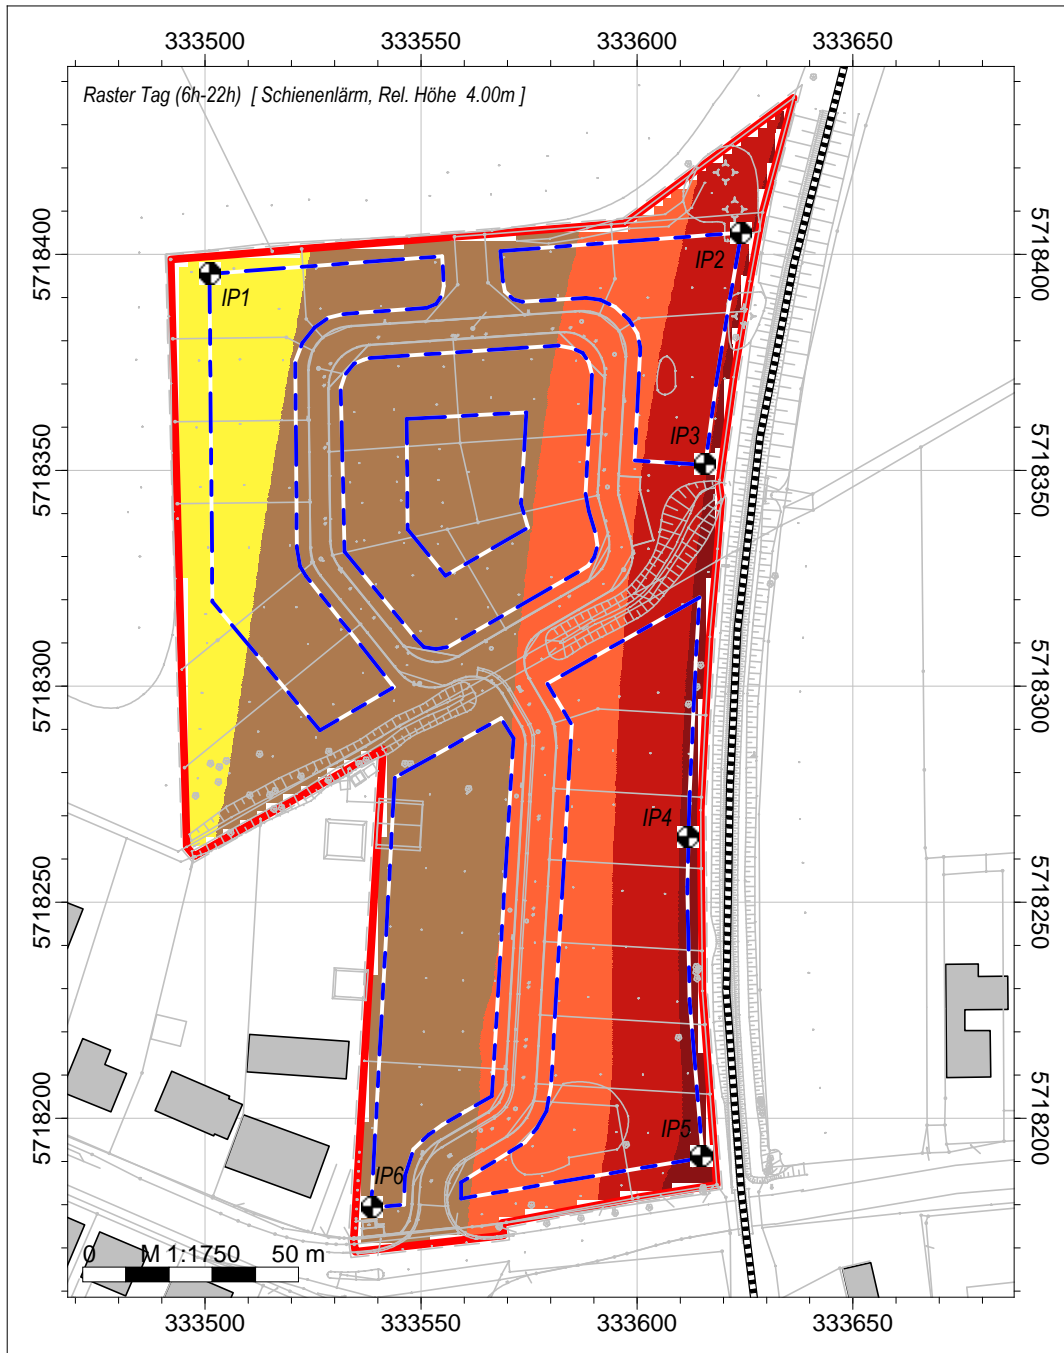 333500 333550 333600 333650
Raster Tag (6h-22h) [ Schienenlärm, Rel. Höhe 4.00m ]
5718400 5718400
IP2
IP1
IP3
5718350 5718350
5718300 5718300
IP4
5718250 5718250
5718200 5718200
IP5
IP6
0 M 1:1750 50 m
333500 333550 333600 333650